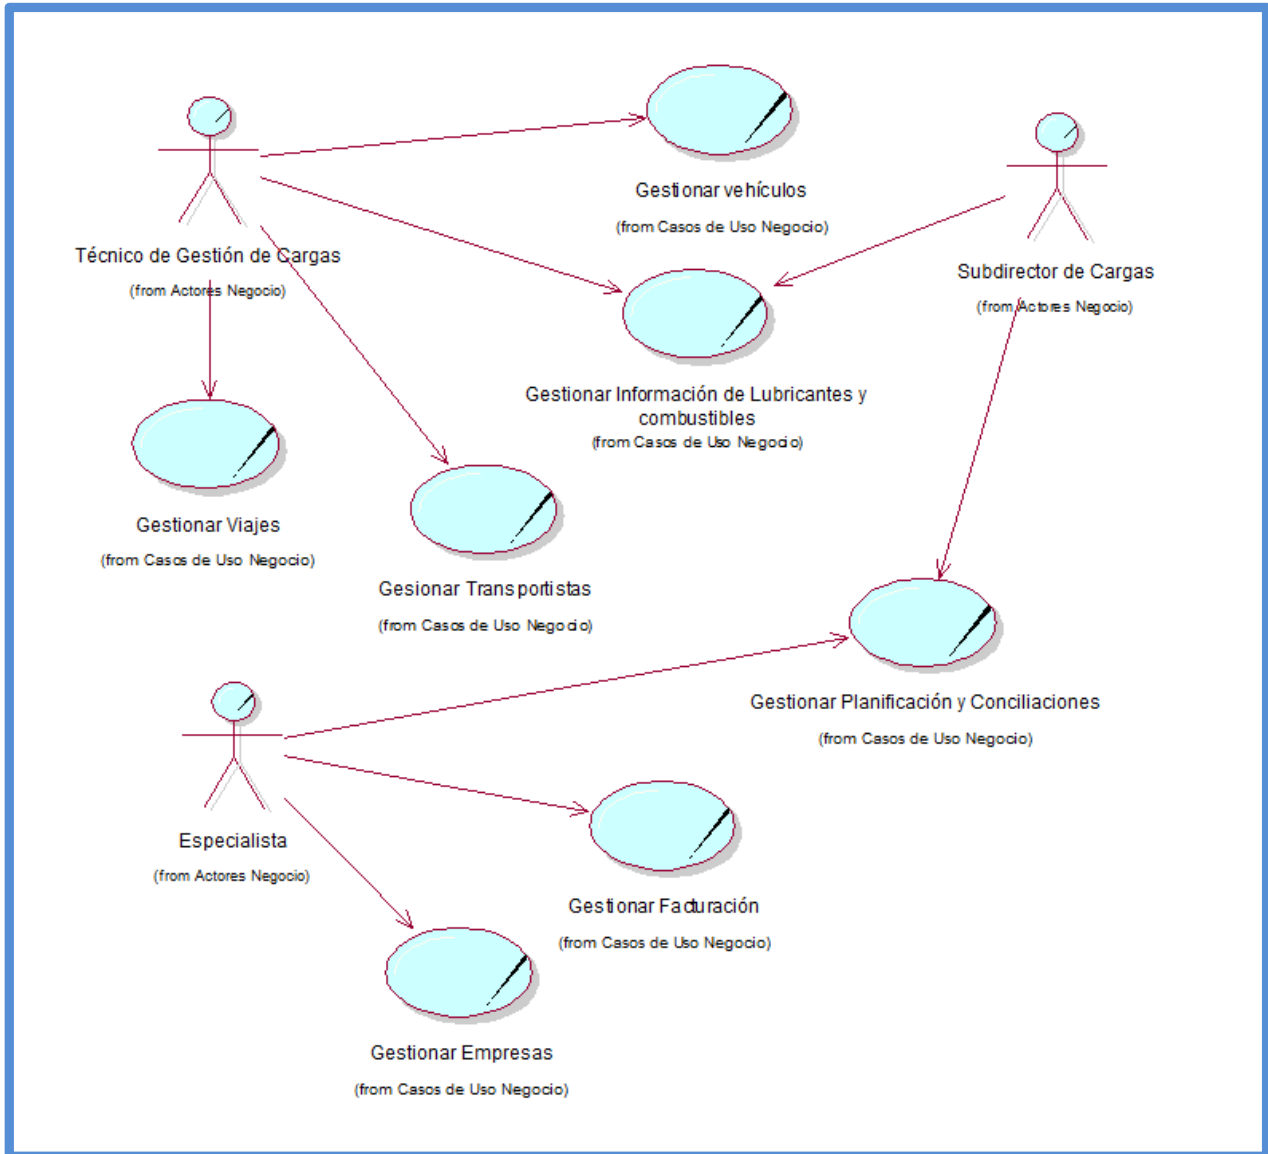 Gestionar vehículos
(from Casos de Uso Negocio)
Técnico de Gestión de Cargas
(from Actores Negocio)
Subdirector de Cargas
(from Actores Negocio)
Gestionar Información de Lubricantes y
combustibles
(from Casos de Uso Negocio)
Gestionar Viajes
(from Casos de Uso Negocio)
Gesionar Transportistas
(from Casos de Uso Negocio)
Gestionar Planificación y Conciliaciones
(from Casos de Uso Negocio)
Especialista
(from Actores Negocio)
Gestionar Facturación
(from Casos de Uso Negocio)
Gestionar Empresas
(from Casos de Uso Negocio)